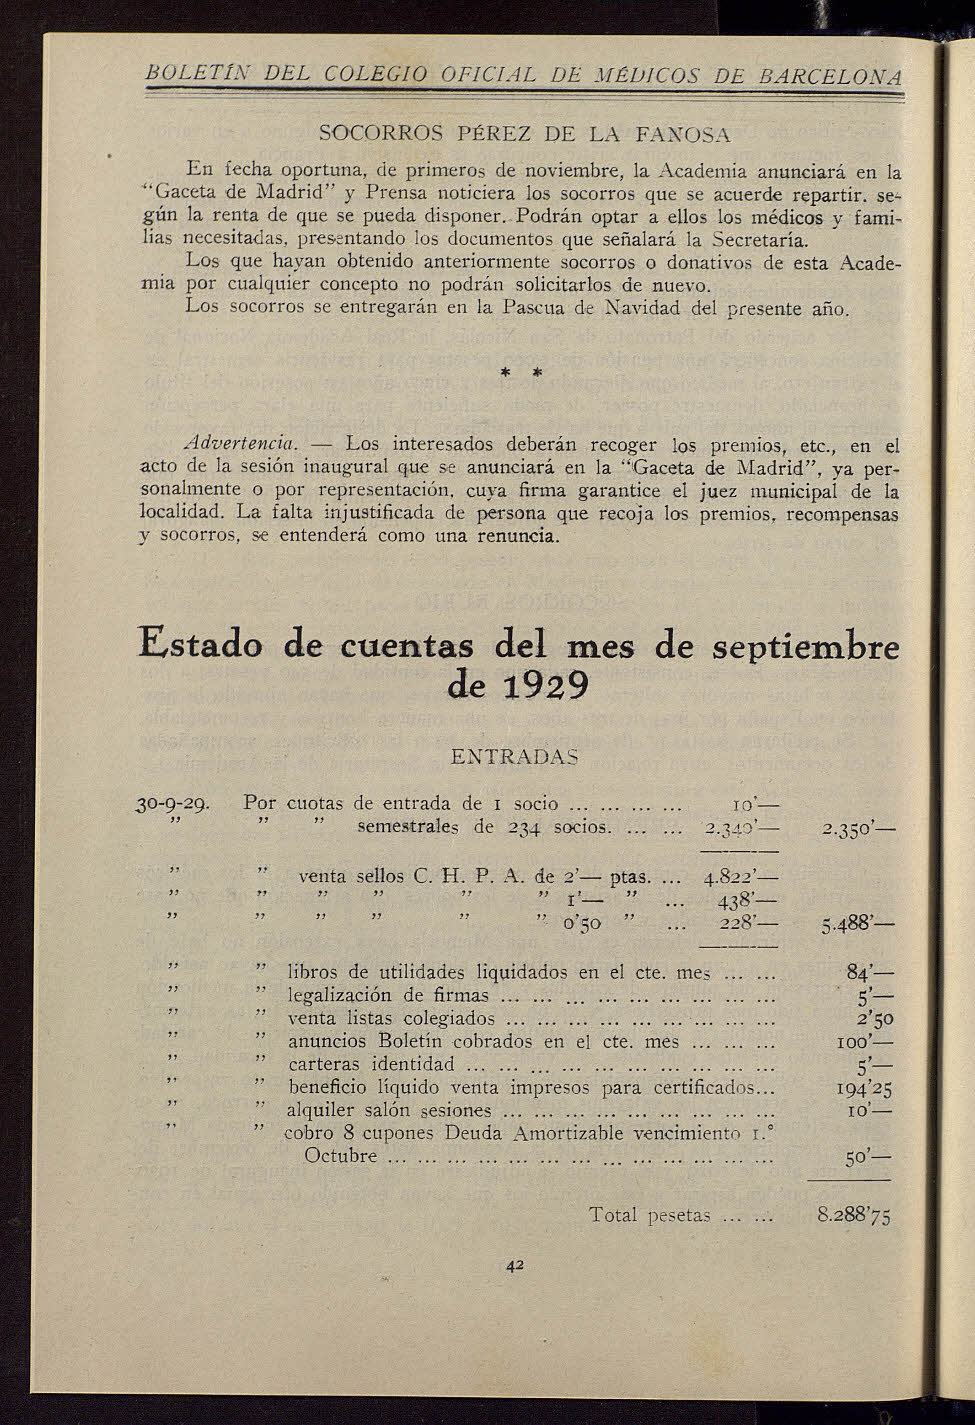 BOLETÍN DEL COLEGIO OFICIAL DE MÉDICOS DE BARCELONA
SOCORROS PÉREZ DE LA FANOSA
En fecha oportuna, de primeros de noviembre, la Academia anunciará en la
"Gaceta de Madrid" y Prensa noticiera los socorros que se acuerde repartir, se-
gún la renta de que se pueda disponer. Podrán optar a ellos los médicos y fami-
lias necesitadas, presentando los documentos que señalará la Secretaría.
Los que hayan obtenido anteriormente socorros o donativos de esta Acade-
mia por cualquier concepto no podrán solicitarlos de nuevo.
Los socorros se entregarán en la Pascua de Navidad del presente año.
* *
Advertencia. — Los interesados deberán recoger los premios, etc., en el
acto de la sesión inaugural que se anunciará en la "Gaceta de Madrid", ya per-
sonalmente o por representación, cuya firma garantice el juez municipal de la
localidad. La falta injustificada de persona que recoja los premios, recompensas
y socorros, se entenderá como una renuncia.
Estado de cuentas del mes de septiembre
de 1929
ENTRADAS
30-9-29. Por cuotas de entrada de 1 socio ... ... ... ... 10'—
" " " semestrales de 234 socios. ... ... 2.340'— 2.350'—
" " venta sellos C. H. P. A. de 2'— ptas. ... 4.822'—
" " " " " " 1'— " ... 438'—
" " " " " " 0'50 " ... 228'— 5.488'—
" " libros de utilidades liquidados en el cte. mes ... ... 84'—
" " legalización de firmas ... ... ... ... ... ... ... ... ... 5'—
" " venta listas colegiados ... ... ... ... ... ... ... ... ... 2'50
" " anuncios Boletín cobrados en el cte. mes ... ... ... 100'—
" " carteras identidad ... ... ... ... ... ... ... ... ... ... 5'—
" " beneficio líquido venta impresos para certificados... 194'25
" " alquiler salón sesiones ... ... ... ... ... ... ... ... ... 10'—
" " cobro 8 cupones Deuda Amortizable vencimiento 1.°
Octubre ... ... ... ... ... ... ... ... ... ... ... ... ... 50'—
Total pesetas ... ... 8.288'75
42